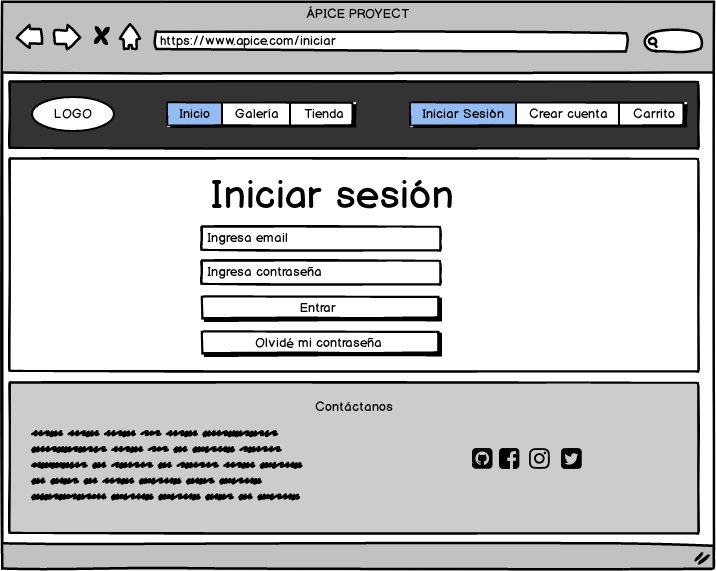 ÁPICE PROYECT
https://www.apice.com/iniciar
LOGO
Inicio Galería Tienda
Iniciar Sesión Crear cuenta Carrito
Iniciar sesión
Ingresa email
Ingresa contraseña
Entrar
Olvidé mi contraseña
Contáctanos